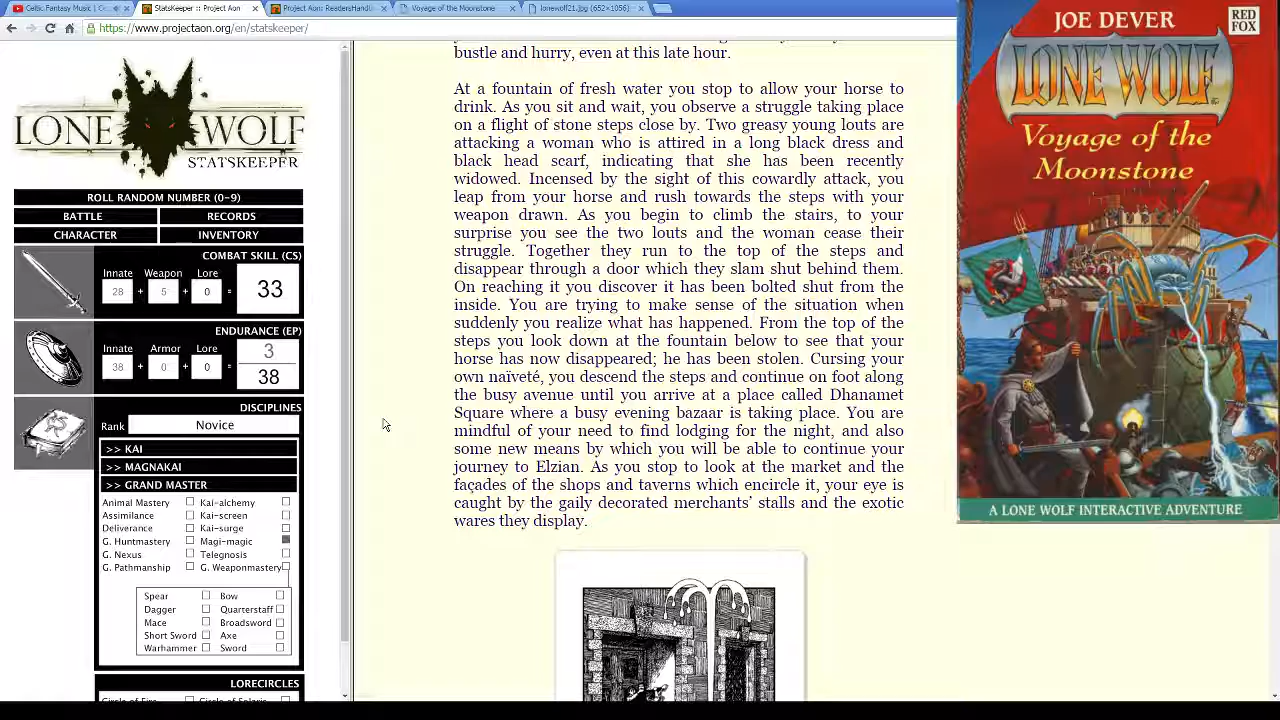 Celtic Fantasy Music | Ce
StatsKeeper :: Project Aon
Project Aon: ReadersHandb
Voyage of the Moonstone
lonewolf21.jpg (652×1056)
https://www.projectaon.org/en/statskeeper/
LONE WOLF
STATSKEEPER
ROLL RANDOM NUMBER (0-9)
BATTLE RECORDS
CHARACTER INVENTORY
COMBAT SKILL (CS)
Innate Weapon Lore
28 + 5 + 0 = 33
ENDURANCE (EP)
Innate Armor Lore
38 + 0 + 0 = 3
38
DISCIPLINES
Rank Novice
>> KAI
>> MAGNAKAI
>> GRAND MASTER
Animal Mastery Kai-alchemy
Assimilance Kai-screen
Deliverance Kai-surge
G. Huntmastery Magi-magic
G. Nexus Telegnosis
G. Pathmanship G. Weaponmastery
Spear Bow
Dagger Quarterstaff
Mace Broadsword
Short Sword Axe
Warhammer Sword
LORECIRCLES
Circle of Fire Circle of Solaris
bustle and hurry, even at this late hour.
At a fountain of fresh water you stop to allow your horse to
drink. As you sit and wait, you observe a struggle taking place
on a flight of stone steps close by. Two greasy young louts are
attacking a woman who is attired in a long black dress and
black head scarf, indicating that she has been recently
widowed. Incensed by the sight of this cowardly attack, you
leap from your horse and rush towards the steps with your
weapon drawn. As you begin to climb the stairs, to your
surprise you see the two louts and the woman cease their
struggle. Together they run to the top of the steps and
disappear through a door which they slam shut behind them.
On reaching it you discover it has been bolted shut from the
inside. You are trying to make sense of the situation when
suddenly you realize what has happened. From the top of the
steps you look down at the fountain below to see that your
horse has now disappeared; he has been stolen. Cursing your
own naïveté, you descend the steps and continue on foot along
the busy avenue until you arrive at a place called Dhanamet
Square where a busy evening bazaar is taking place. You are
mindful of your need to find lodging for the night, and also
some new means by which you will be able to continue your
journey to Elzian. As you stop to look at the market and the
façades of the shops and taverns which encircle it, your eye is
caught by the gaily decorated merchants' stalls and the exotic
wares they display.
JOE DEVER
RED
FOX
LONE WOLF
Voyage of the
Moonstone
A LONE WOLF INTERACTIVE ADVENTURE